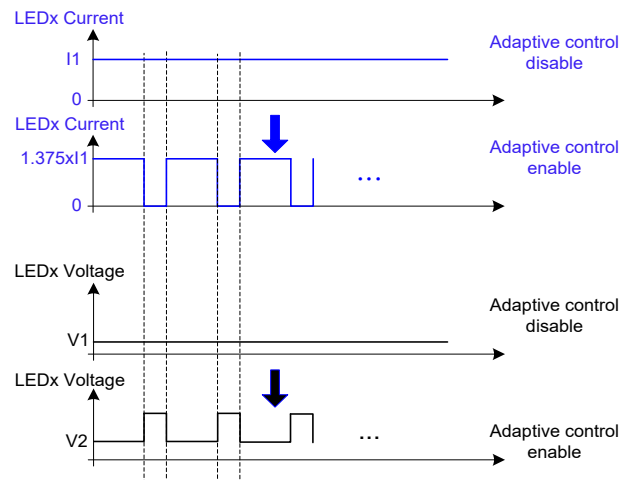 LEDx Current
I1
0
Adaptive control
disable
LEDx Current
1.375xI1
0
...
Adaptive control
enable
LEDx Voltage
V1
Adaptive control
disable
LEDx Voltage
V2
...
Adaptive control
enable